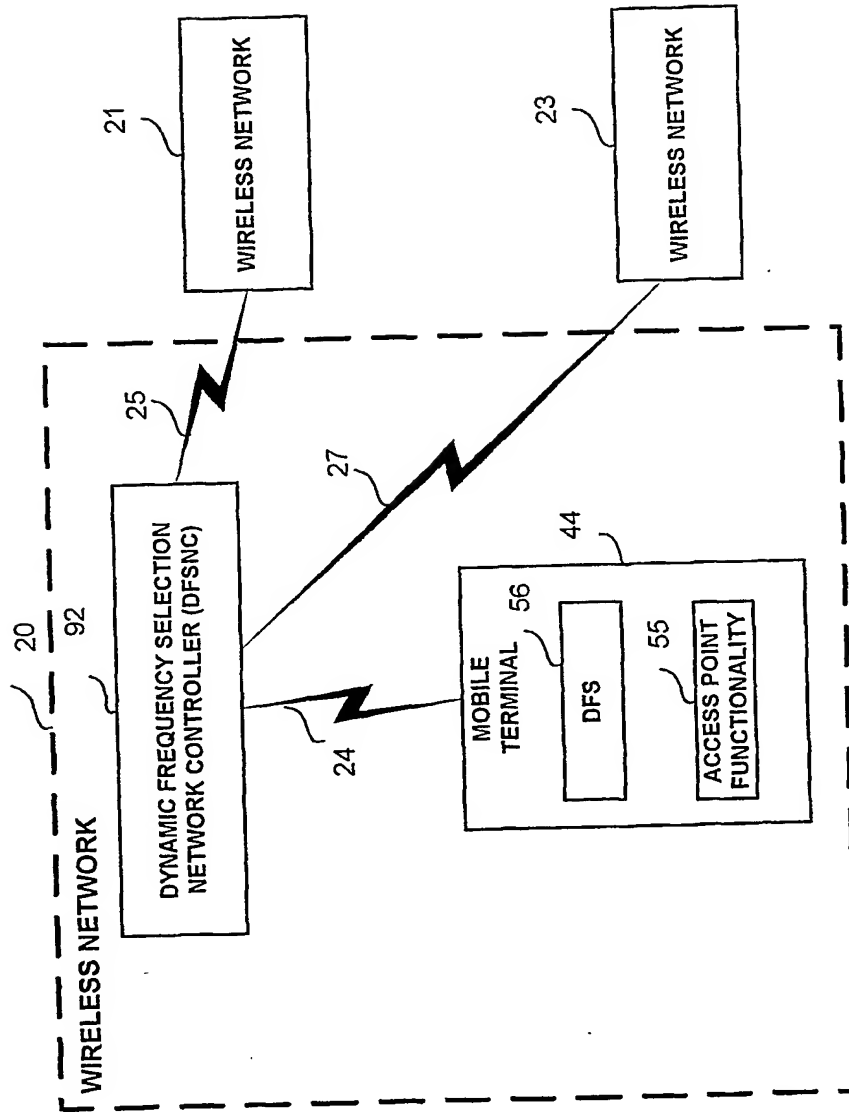 WIRELESS NETWORK
20
92
DYNAMIC FREQUENCY SELECTION
NETWORK CONTROLLER (DFSNC)
25
21
WIRELESS NETWORK
27
24
23
WIRELESS NETWORK
44
MOBILE
TERMINAL
56
DFS
55
ACCESS POINT
FUNCTIONALITY